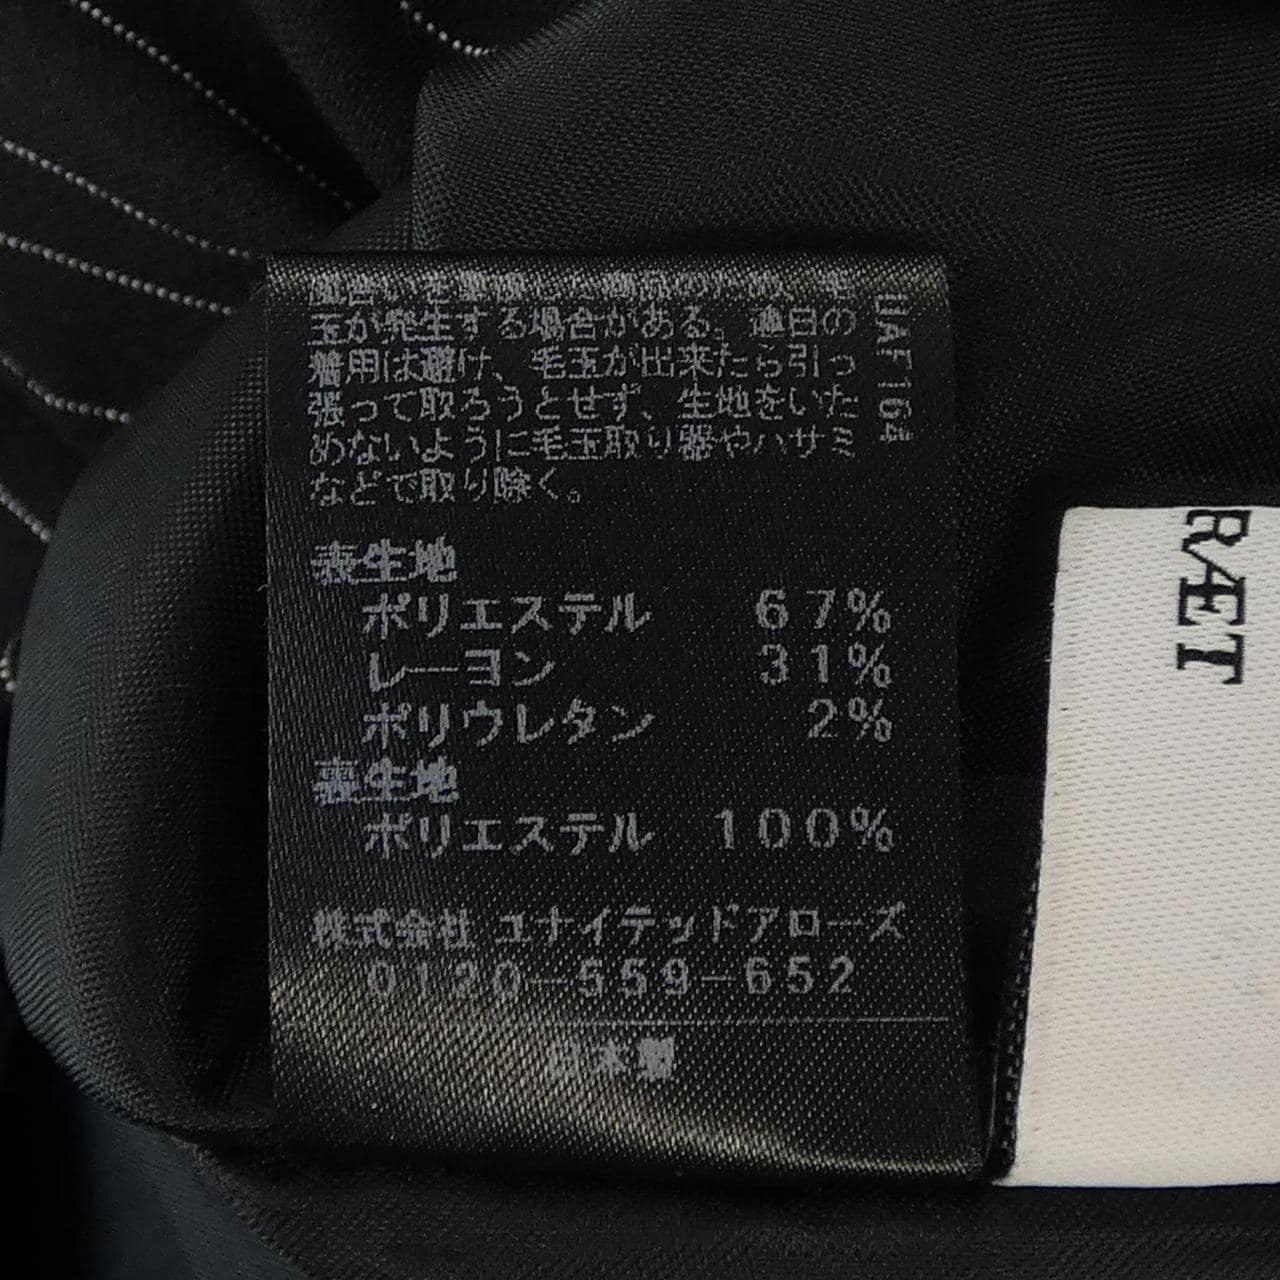 玉が発生する場合がある。連日の
着用は避け、毛玉が出来たら引っ
張って取ろうとせず、生地をいた
めないように毛玉取り器やハサミ
などで取り除く。
表生地
ポリエステル 67%
レーヨン 31%
ポリウレタン 2%
裏生地
ポリエステル 100%
株式会社 ユナイテッドアローズ
0120-559-652
日本製
RÆT